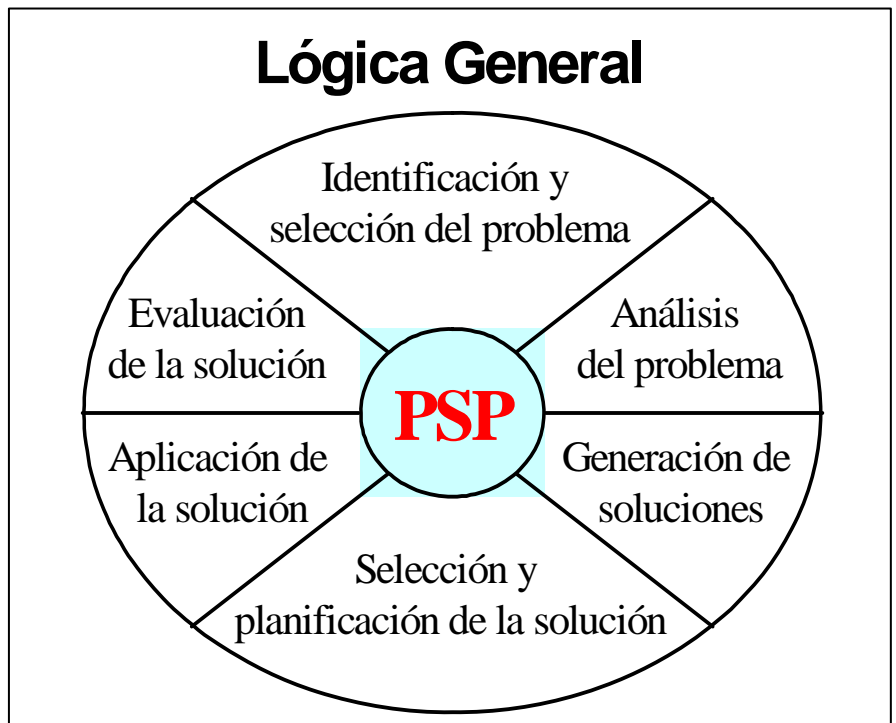 Lógica General
Identificación y
selección del problema
Análisis
del problema
Generación de
soluciones
Selección y
planificación de la solución
Aplicación de
la solución
Evaluación
de la solución
PSP